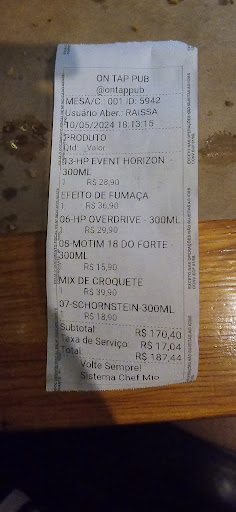 ON TAP PUB
@ontappub
MESA/C.: 001 ID: 5942
Usuário Aber.: RAISSA
10/05/2024 18:13:15
PRODUTO
Qtd Valor
13-HP EVENT HORIZON -
300ML
1 R$ 28,90
EFEITO DE FUMAÇA
1 R$ 36,90
06-HP OVERDRIVE - 300ML
1 R$ 29,90
08-MOTIM 18 DO FORTE
300ML
1 R$ 15,90
MIX DE CROQUETE
1 R$ 39,90
07-SCHORNSTEIN-300ML
1 R$ 18,90
Subtotal: R$ 170,40
Taxa de Serviço: R$ 17,04
Total: R$ 187,44
Volte Sempre!
Sistema Chef